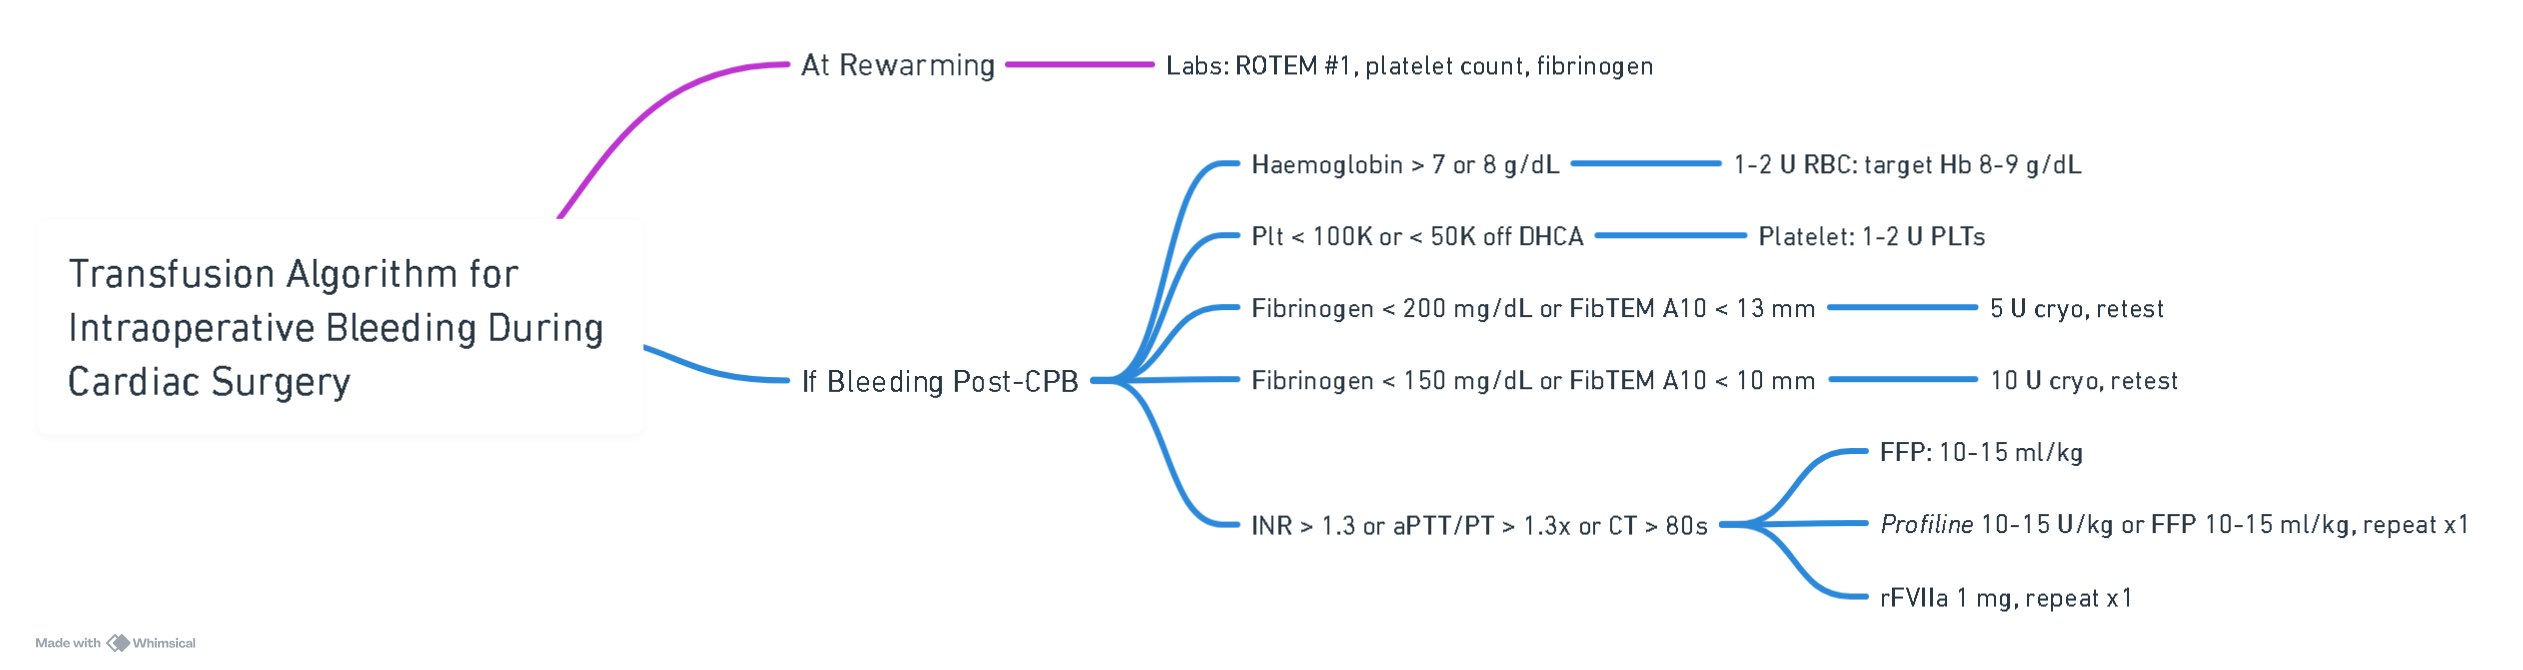 At Rewarming
Labs: ROTEM #1, platelet count, fibrinogen
Transfusion Algorithm for
Intraoperative Bleeding During
Cardiac Surgery
If Bleeding Post-CPB
Haemoglobin > 7 or 8 g/dL
1-2 U RBC: target Hb 8-9 g/dL
Plt < 100K or < 50K off DHCA
Platelet: 1-2 U PLTs
Fibrinogen < 200 mg/dL or FibTEM A10 < 13 mm
5 U cryo, retest
Fibrinogen < 150 mg/dL or FibTEM A10 < 10 mm
10 U cryo, retest
INR > 1.3 or aPTT/PT > 1.3x or CT > 80s
FFP: 10-15 ml/kg
Profiline 10-15 U/kg or FFP 10-15 ml/kg, repeat x1
rFVIIa 1 mg, repeat x1
Made with Whimsical